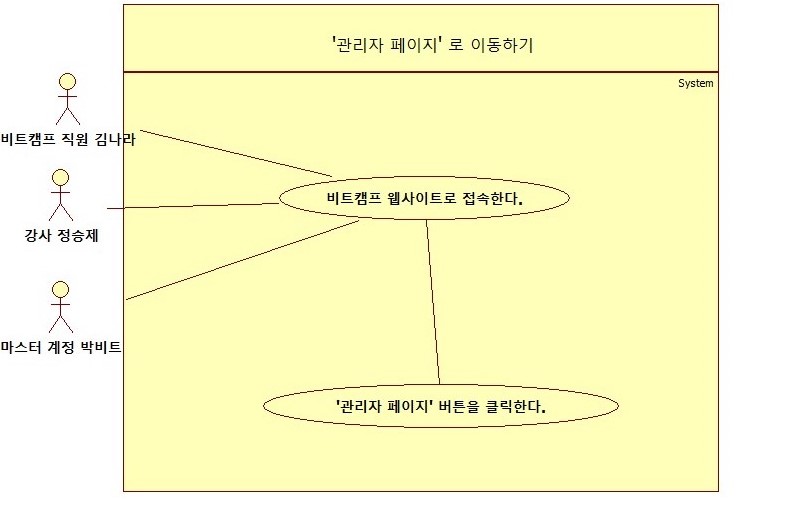 '관리자 페이지' 로 이동하기
System
비트캠프 직원 김나라
비트캠프 웹사이트로 접속한다.
강사 정승제
마스터 계정 박비트
'관리자 페이지' 버튼을 클릭한다.